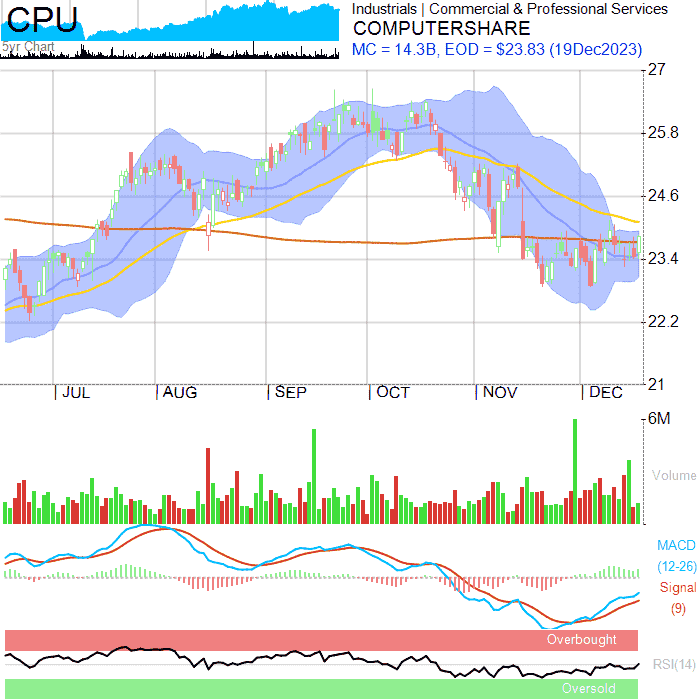 CPU
5yr Chart
Industrials | Commercial & Professional Services
COMPUTERSHARE
MC = 14.3B, EOD = $23.83 (19Dec2023)
27
25.8
24.6
23.4
22.2
21
|JUL |AUG |SEP |OCT |NOV |DEC
6M
Volume
MACD
(12-26)
Signal
(9)
Overbought
RSI(14)
Oversold